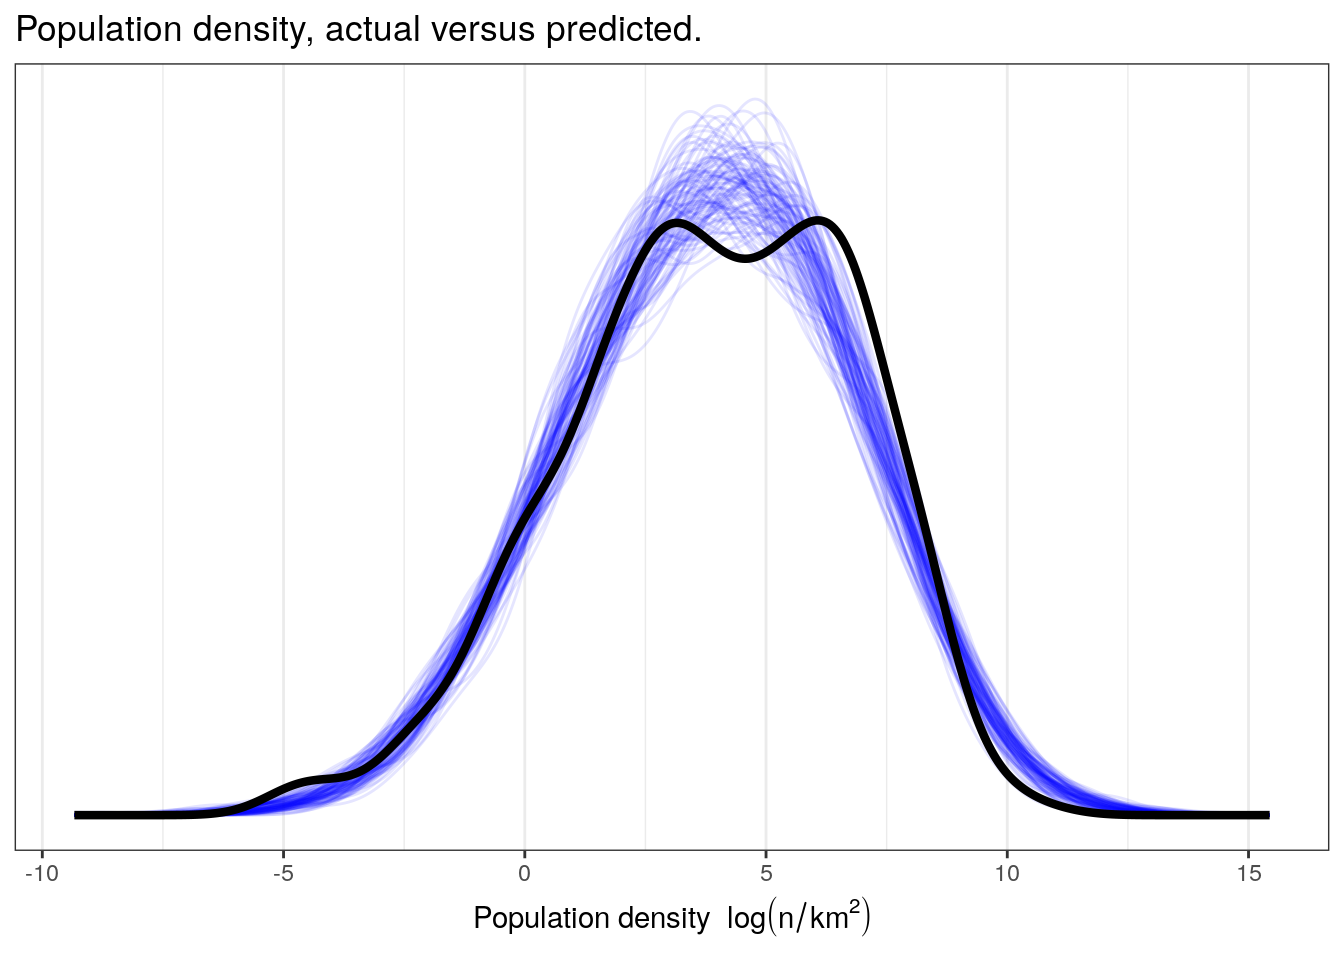 Population density, actual versus predicted.
-10 -5 0 5 10 15
Population density log(n/km²)